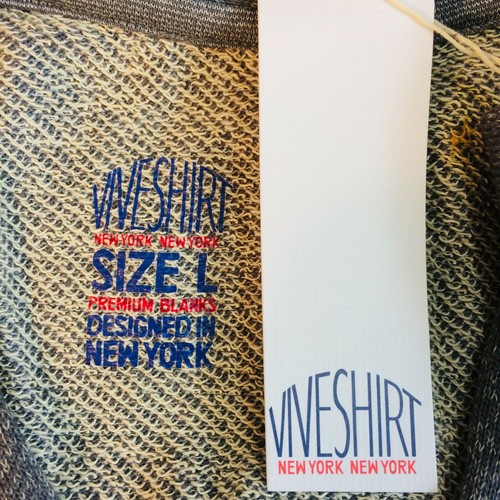 VIVESHIRT
NEW YORK NEW YORK
SIZE L
PREMIUM BLANKS
DESIGNED IN
NEW YORK
VIVESHIRT
NEW YORK NEW YORK